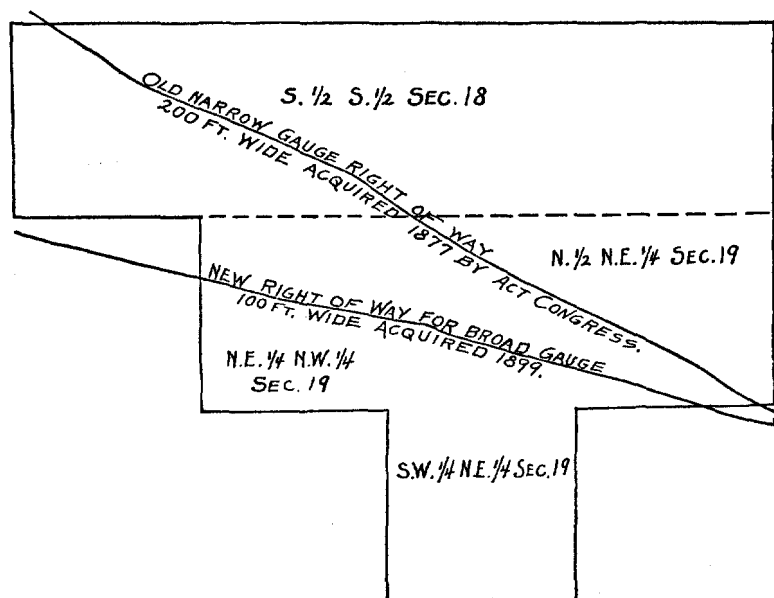 S. 1/2 S. 1/2 SEC. 18
OLD NARROW GAUGE RIGHT OF WAY
200 FT. WIDE ACQUIRED 1877 BY ACT CONGRESS.
N. 1/2 N.E. 1/4 SEC. 19
NEW RIGHT OF WAY FOR BROAD GAUGE
100 FT. WIDE ACQUIRED 1899.
N.E. 1/4 N.W. 1/4
SEC. 19
S.W. 1/4 N.E. 1/4 SEC. 19